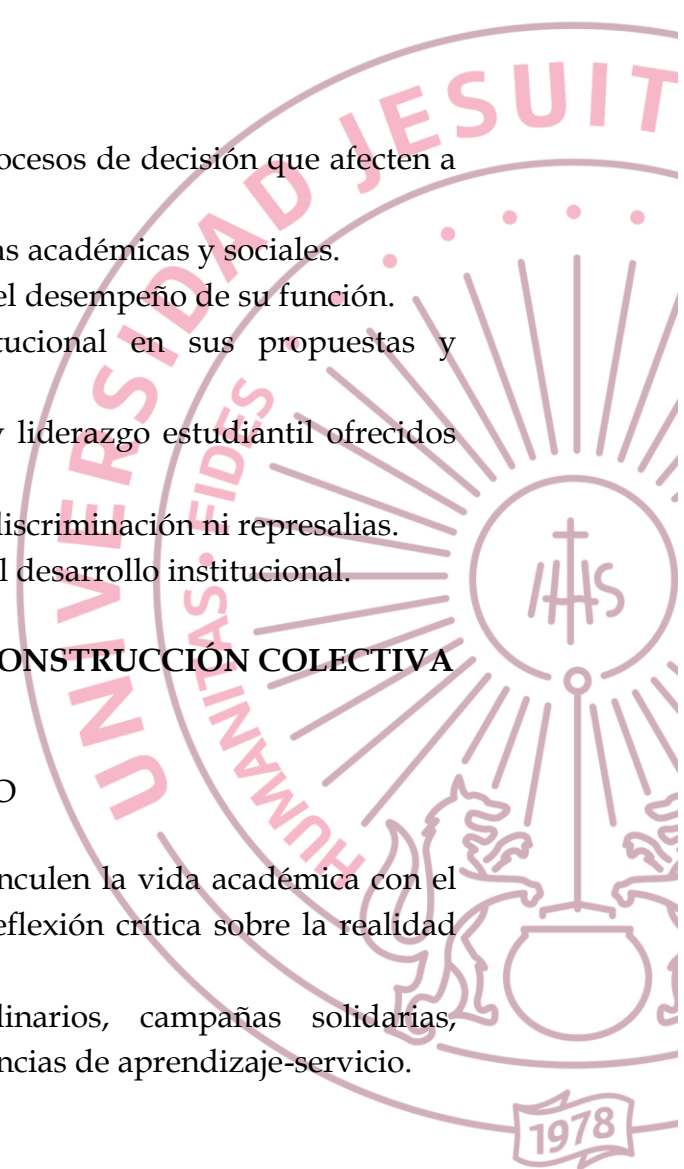 ocesos de decisión que afecten a
as académicas y sociales.
el desempeño de su función.
tucional en sus propuestas y
y liderazgo estudiantil ofrecidos
discriminación ni represalias.
l desarrollo institucional.
ONSTRUCCIÓN COLECTIVA
O
nculen la vida académica con el
eflexión crítica sobre la realidad
linarios, campañas solidarias,
ncias de aprendizaje-servicio.
UNIVERSIDAD JESUIT
HUMANITAS • FIDES
IHS
1978